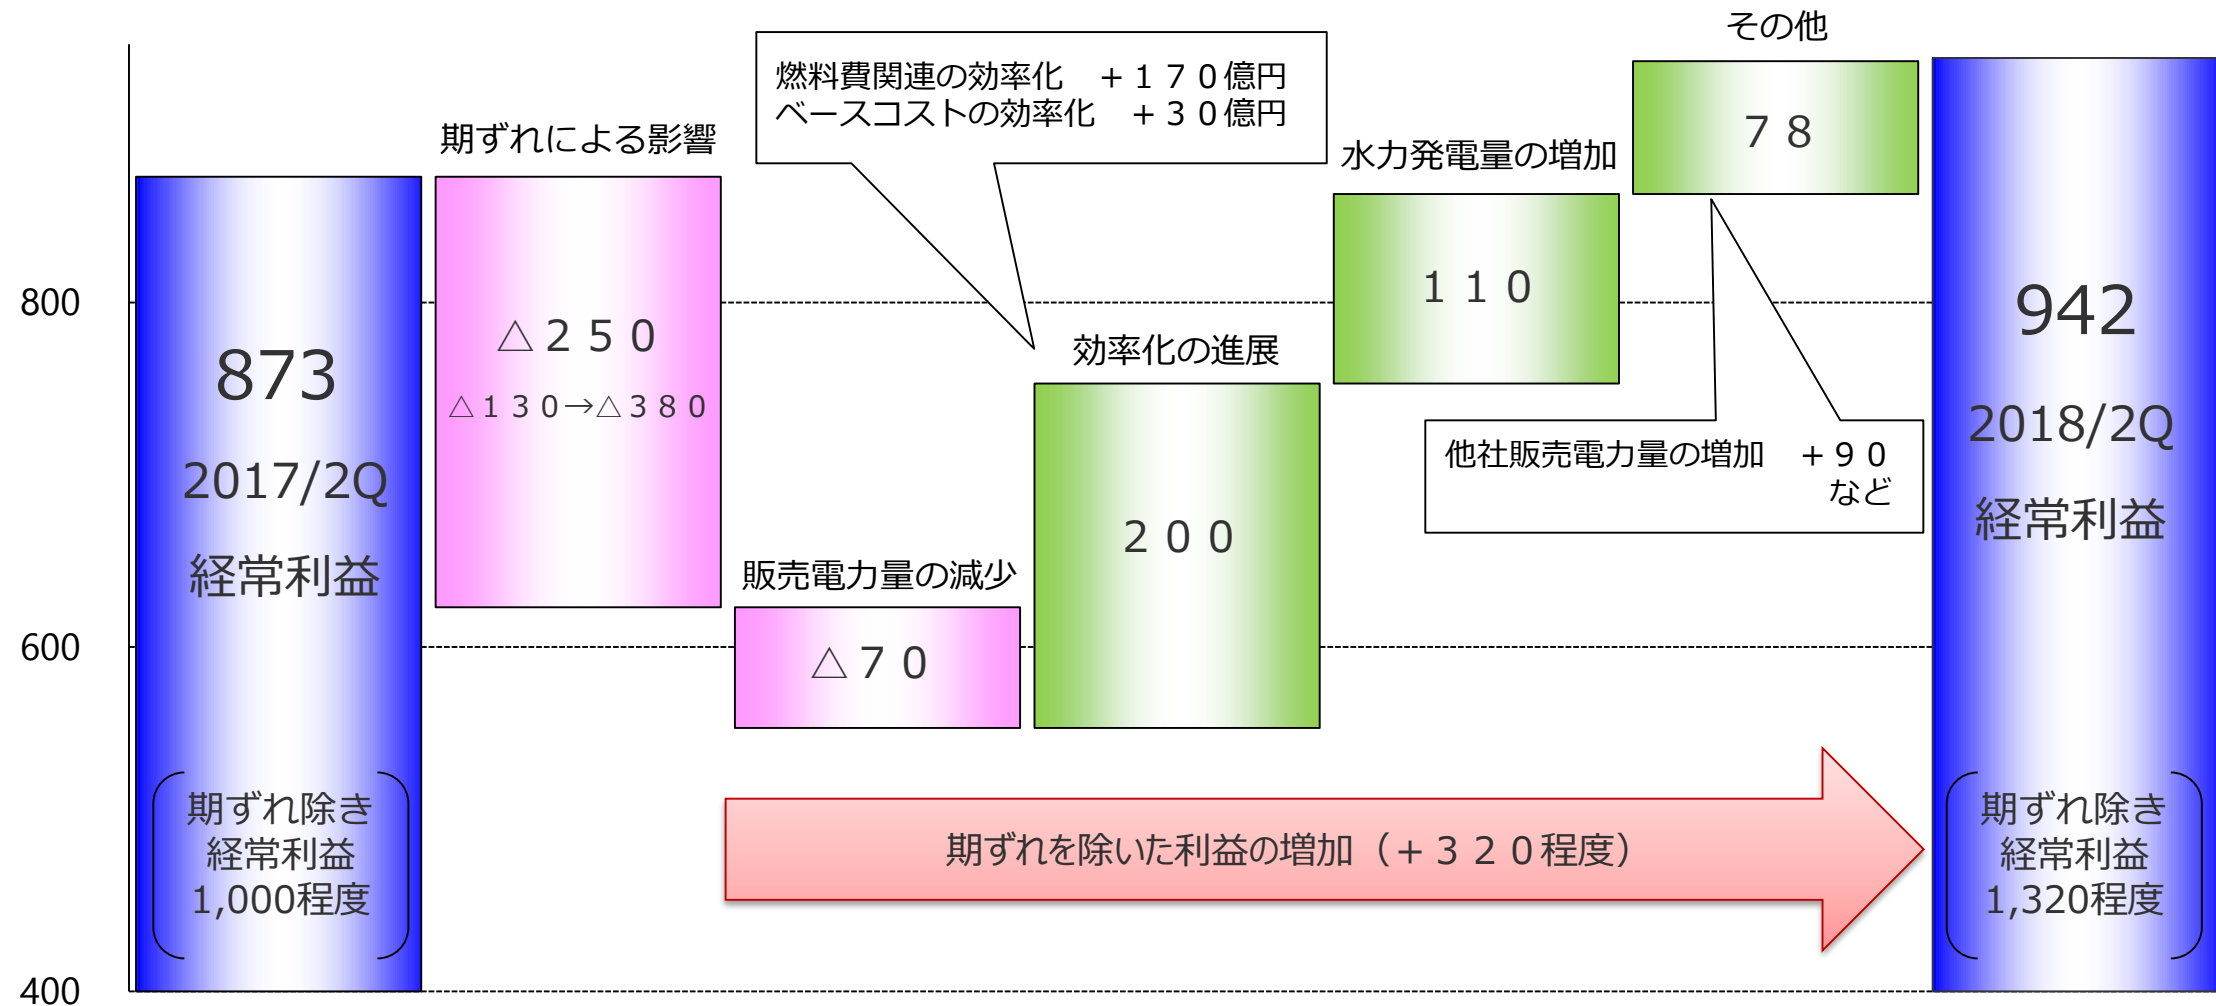 その他
燃料費関連の効率化　＋１７０億円
ベースコストの効率化　＋３０億円
期ずれによる影響
水力発電量の増加
７８
800
１１０
△２５０
△１３０→△３８０
効率化の進展
873
2017/2Q
経常利益
942
2018/2Q
経常利益
他社販売電力量の増加　＋９０
など
２００
販売電力量の減少
600
△７０
期ずれ除き
経常利益
1,000程度
期ずれを除いた利益の増加（＋３２０程度）
期ずれ除き
経常利益
1,320程度
400